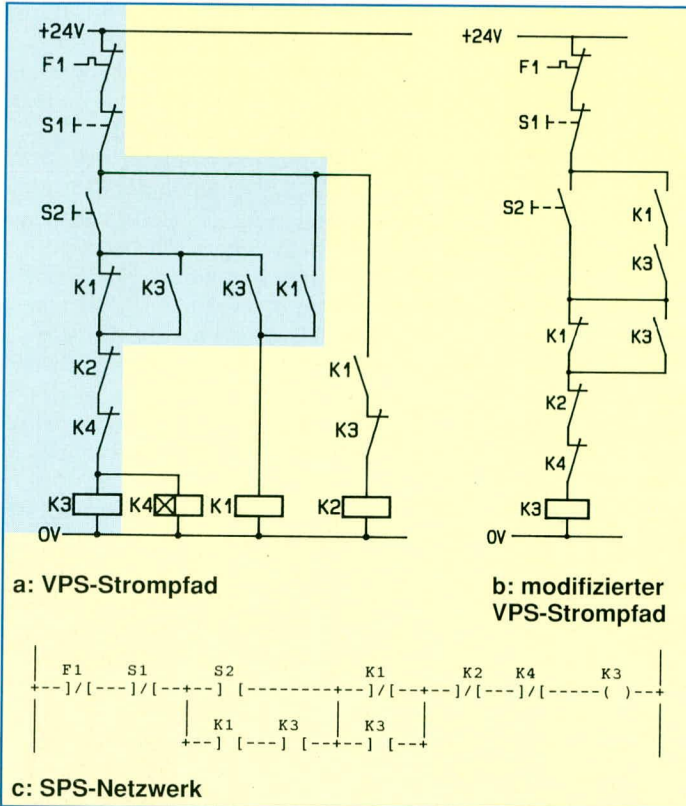 +24V
F1
S1
S2
K1 K3 K3 K1
K2
K1
K4
K3
K3 K4 K1 K2
0V
a: VPS-Strompfad
+24V
F1
S1
S2
K1
K3
K1
K3
K2
K4
K3
0V
b: modifizierter
VPS-Strompfad
F1 S1 S2 K1 K2 K4 K3
+---]/[----]/[---+---] [---------+---]/[---+---]/[---]/[-----( )--+
K1 K3 K3
+---] [---] [---+---] [---+
c: SPS-Netzwerk